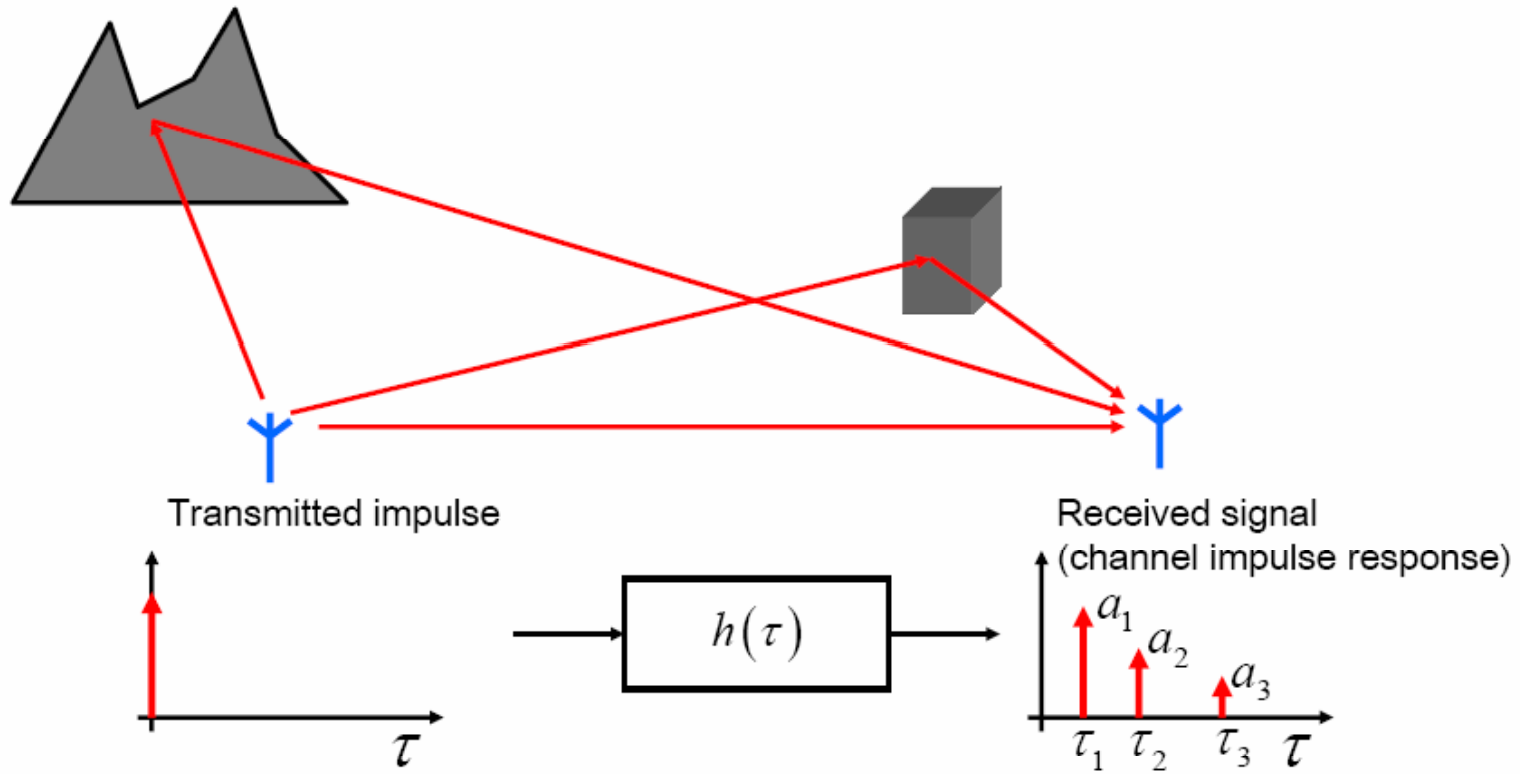 Transmitted impulse
Received signal
(channel impulse response)
h(τ)
a₁
a₂
a₃
τ
τ₁ τ₂ τ₃ τ